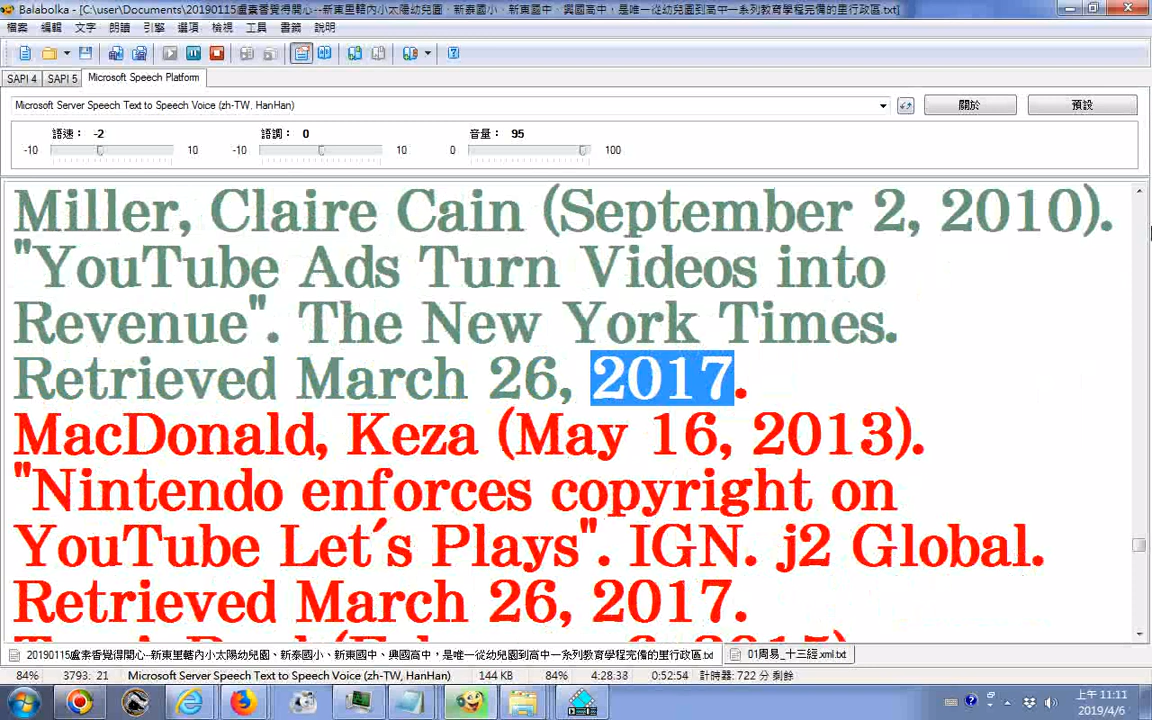 Balabolka - [C:\user\Documents\20190115盧素香覺得開心--新東里轄內小太陽幼兒園、新泰國小、新東國中、興國高中，是唯一從幼兒園到高中一系列教育學程完備的里行政區.txt]
檔案 編輯 文字 朗讀 引擎 選項 檢視 工具 書籤 說明
SAPI 4 SAPI 5 Microsoft Speech Platform
Microsoft Server Speech Text to Speech Voice (zh-TW, HanHan) 關於 預設
語速： -2 語調： 0 音量： 95
-10 10 -10 10 0 100
Miller, Claire Cain (September 2, 2010).
"YouTube Ads Turn Videos into
Revenue". The New York Times.
Retrieved March 26, 2017.
MacDonald, Keza (May 16, 2013).
"Nintendo enforces copyright on
YouTube Let´s Plays". IGN. j2 Global.
Retrieved March 26, 2017.
20190115盧素香覺得開心--新東里轄內小太陽幼兒園、新泰國小、新東國中、興國高中，是唯一從幼兒園到高中一系列教育學程完備的里行政區.txt 01周易_十三經.xml.txt
84% 3793: 21 Microsoft Server Speech Text to Speech Voice (zh-TW, HanHan) 144 KB 84% 4:28:33 0:52:54 計時器: 722 分 剩餘
上午 11:11
2019/4/6